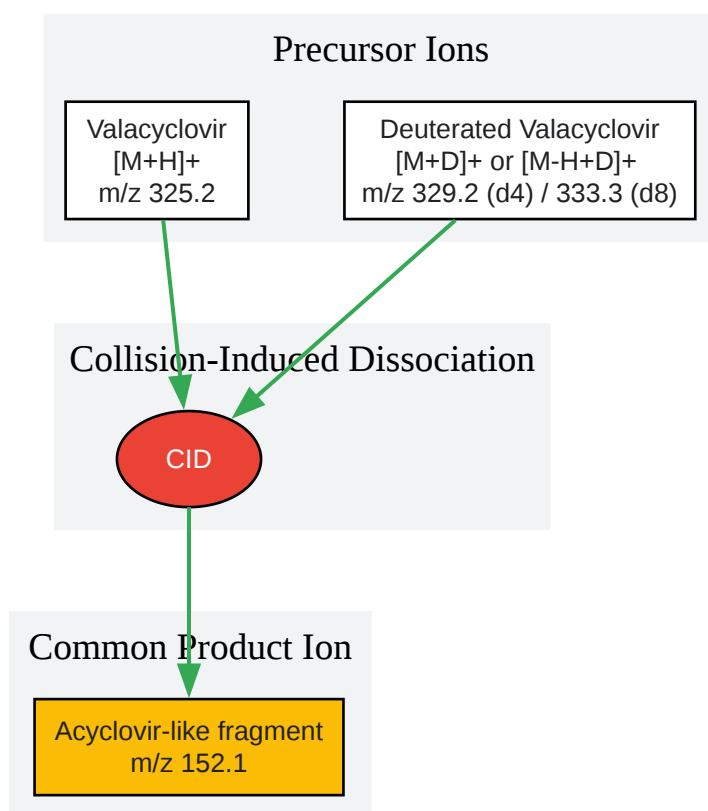 Precursor Ions
Valacyclovir
[M+H]+
m/z 325.2
Deuterated Valacyclovir
[M+D]+ or [M-H+D]+
m/z 329.2 (d4) / 333.3 (d8)
Collision-Induced Dissociation
CID
Common Product Ion
Acyclovir-like fragment
m/z 152.1